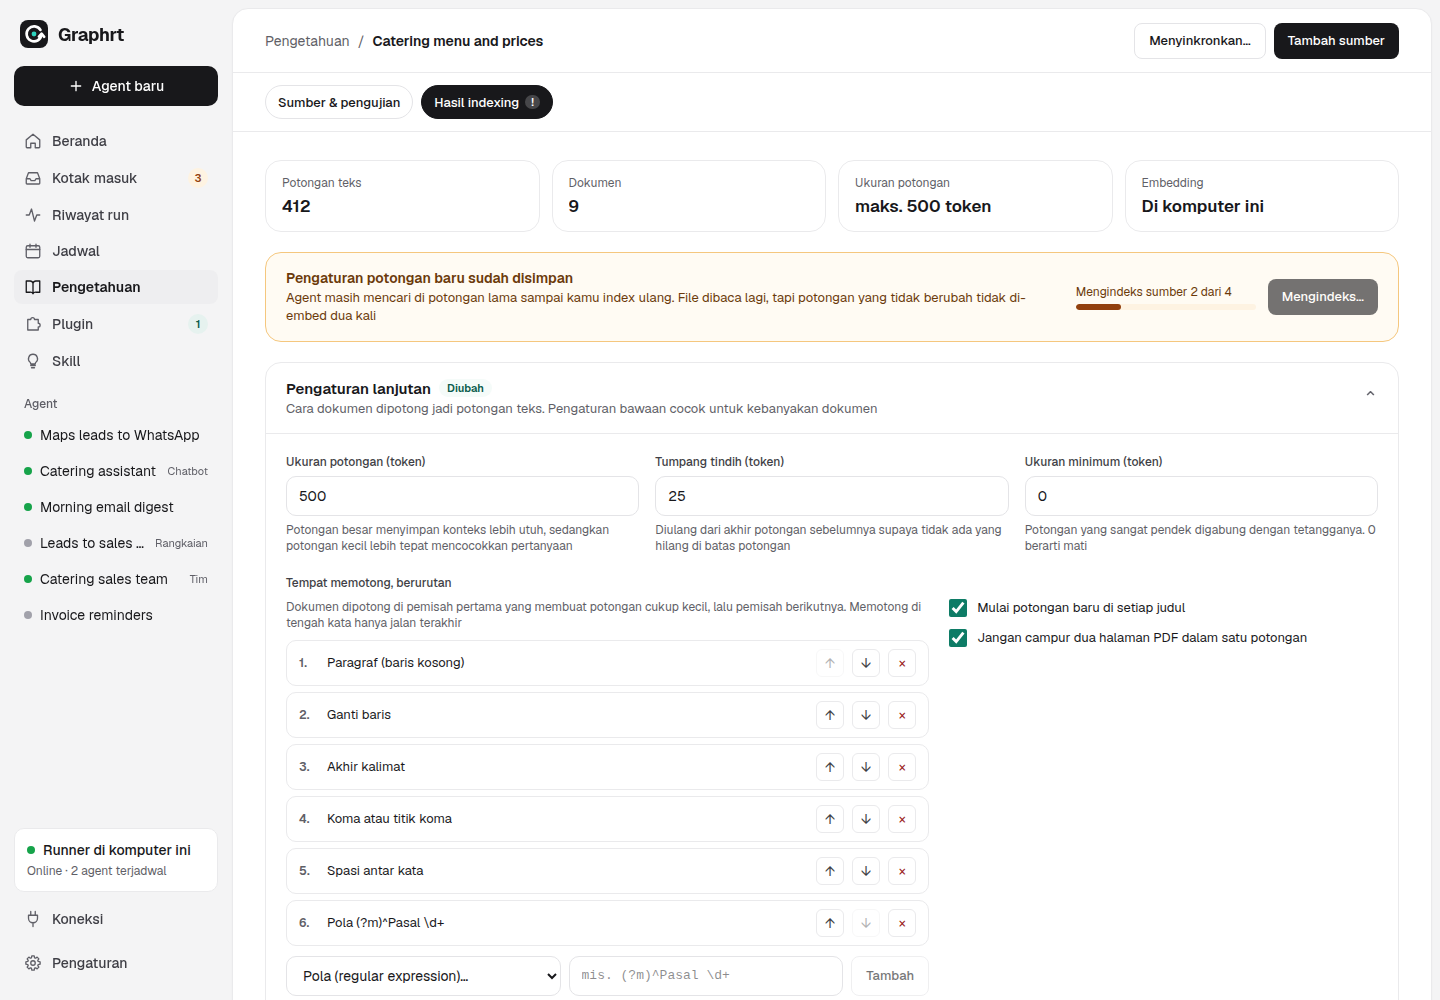 Graphrt
Agent baru
Beranda
Kotak masuk 3
Riwayat run
Jadwal
Pengetahuan
Plugin 1
Skill
Agent
Maps leads to WhatsApp
Catering assistant Chatbot
Morning email digest
Leads to sales ... Rangkaian
Catering sales team Tim
Invoice reminders
Runner di komputer ini
Online · 2 agent terjadwal
Koneksi
Pengaturan
Pengetahuan / Catering menu and prices
Menyinkronkan...
Tambah sumber
Sumber & pengujian
Hasil indexing !
Potongan teks
412
Dokumen
9
Ukuran potongan
maks. 500 token
Embedding
Di komputer ini
Pengaturan potongan baru sudah disimpan
Agent masih mencari di potongan lama sampai kamu index ulang. File dibaca lagi, tapi potongan yang tidak berubah tidak di-
embed dua kali
Mengindeks sumber 2 dari 4
Mengindeks...
Pengaturan lanjutan Diubah
Cara dokumen dipotong jadi potongan teks. Pengaturan bawaan cocok untuk kebanyakan dokumen
Ukuran potongan (token)
500
Potongan besar menyimpan konteks lebih utuh, sedangkan
potongan kecil lebih tepat mencocokkan pertanyaan
Tumpang tindih (token)
25
Diulang dari akhir potongan sebelumnya supaya tidak ada yang
hilang di batas potongan
Ukuran minimum (token)
0
Potongan yang sangat pendek digabung dengan tetangganya. 0
berarti mati
Tempat memotong, berurutan
Dokumen dipotong di pemisah pertama yang membuat potongan cukup kecil, lalu pemisah berikutnya. Memotong di
tengah kata hanya jalan terakhir
1. Paragraf (baris kosong)
2. Ganti baris
3. Akhir kalimat
4. Koma atau titik koma
5. Spasi antar kata
6. Pola (?m)^Pasal \d+
Pola (regular expression)...
mis. (?m)^Pasal \d+
Tambah
Mulai potongan baru di setiap judul
Jangan campur dua halaman PDF dalam satu potongan